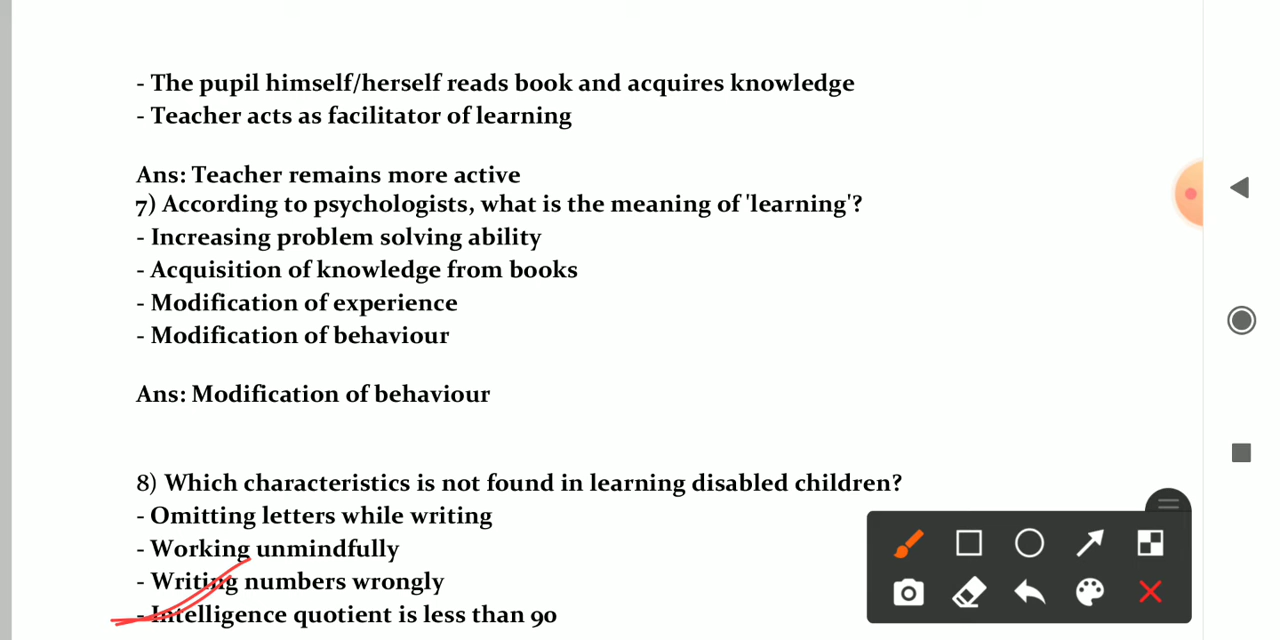 - The pupil himself/herself reads book and acquires knowledge
- Teacher acts as facilitator of learning
Ans: Teacher remains more active
7) According to psychologists, what is the meaning of 'learning'?
- Increasing problem solving ability
- Acquisition of knowledge from books
- Modification of experience
- Modification of behaviour
Ans: Modification of behaviour
8) Which characteristics is not found in learning disabled children?
- Omitting letters while writing
- Working unmindfully
- Writing numbers wrongly
- Intelligence quotient is less than 90